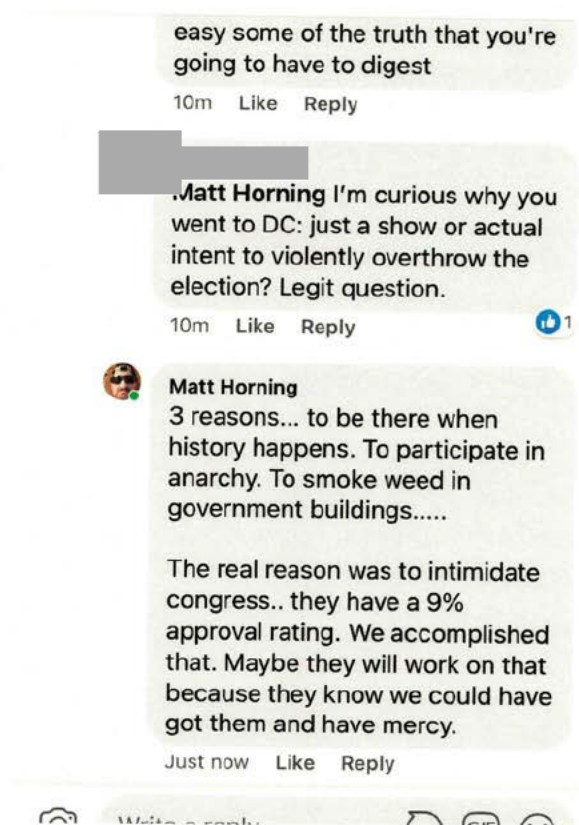 easy some of the truth that you're
going to have to digest
10m Like Reply
Matt Horning I'm curious why you
went to DC: just a show or actual
intent to violently overthrow the
election? Legit question.
10m Like Reply
1
Matt Horning
3 reasons... to be there when
history happens. To participate in
anarchy. To smoke weed in
government buildings.....
The real reason was to intimidate
congress.. they have a 9%
approval rating. We accomplished
that. Maybe they will work on that
because they know we could have
got them and have mercy.
Just now Like Reply
Write a reply